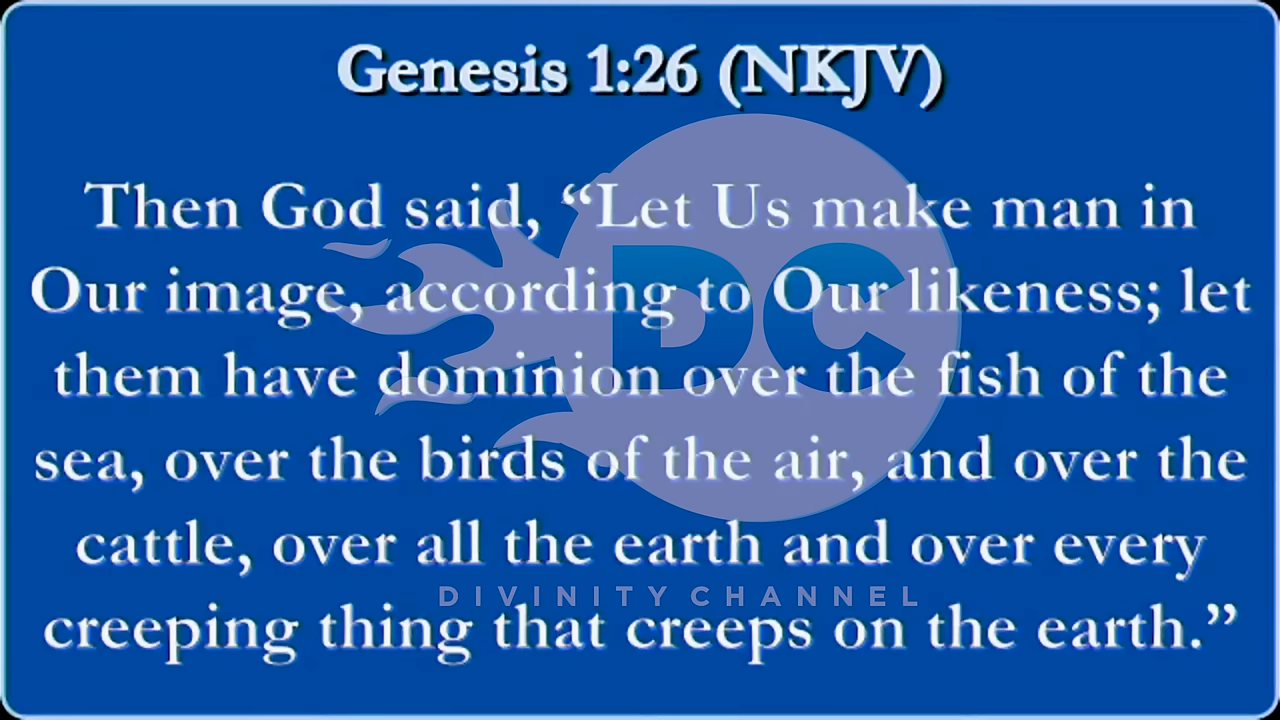 Genesis 1:26 (NKJV)
Then God said, “Let Us make man in
Our image, according to Our likeness; let
them have dominion over the fish of the
sea, over the birds of the air, and over the
cattle, over all the earth and over every
creeping thing that creeps on the earth.”
DC
DIVINITY CHANNEL